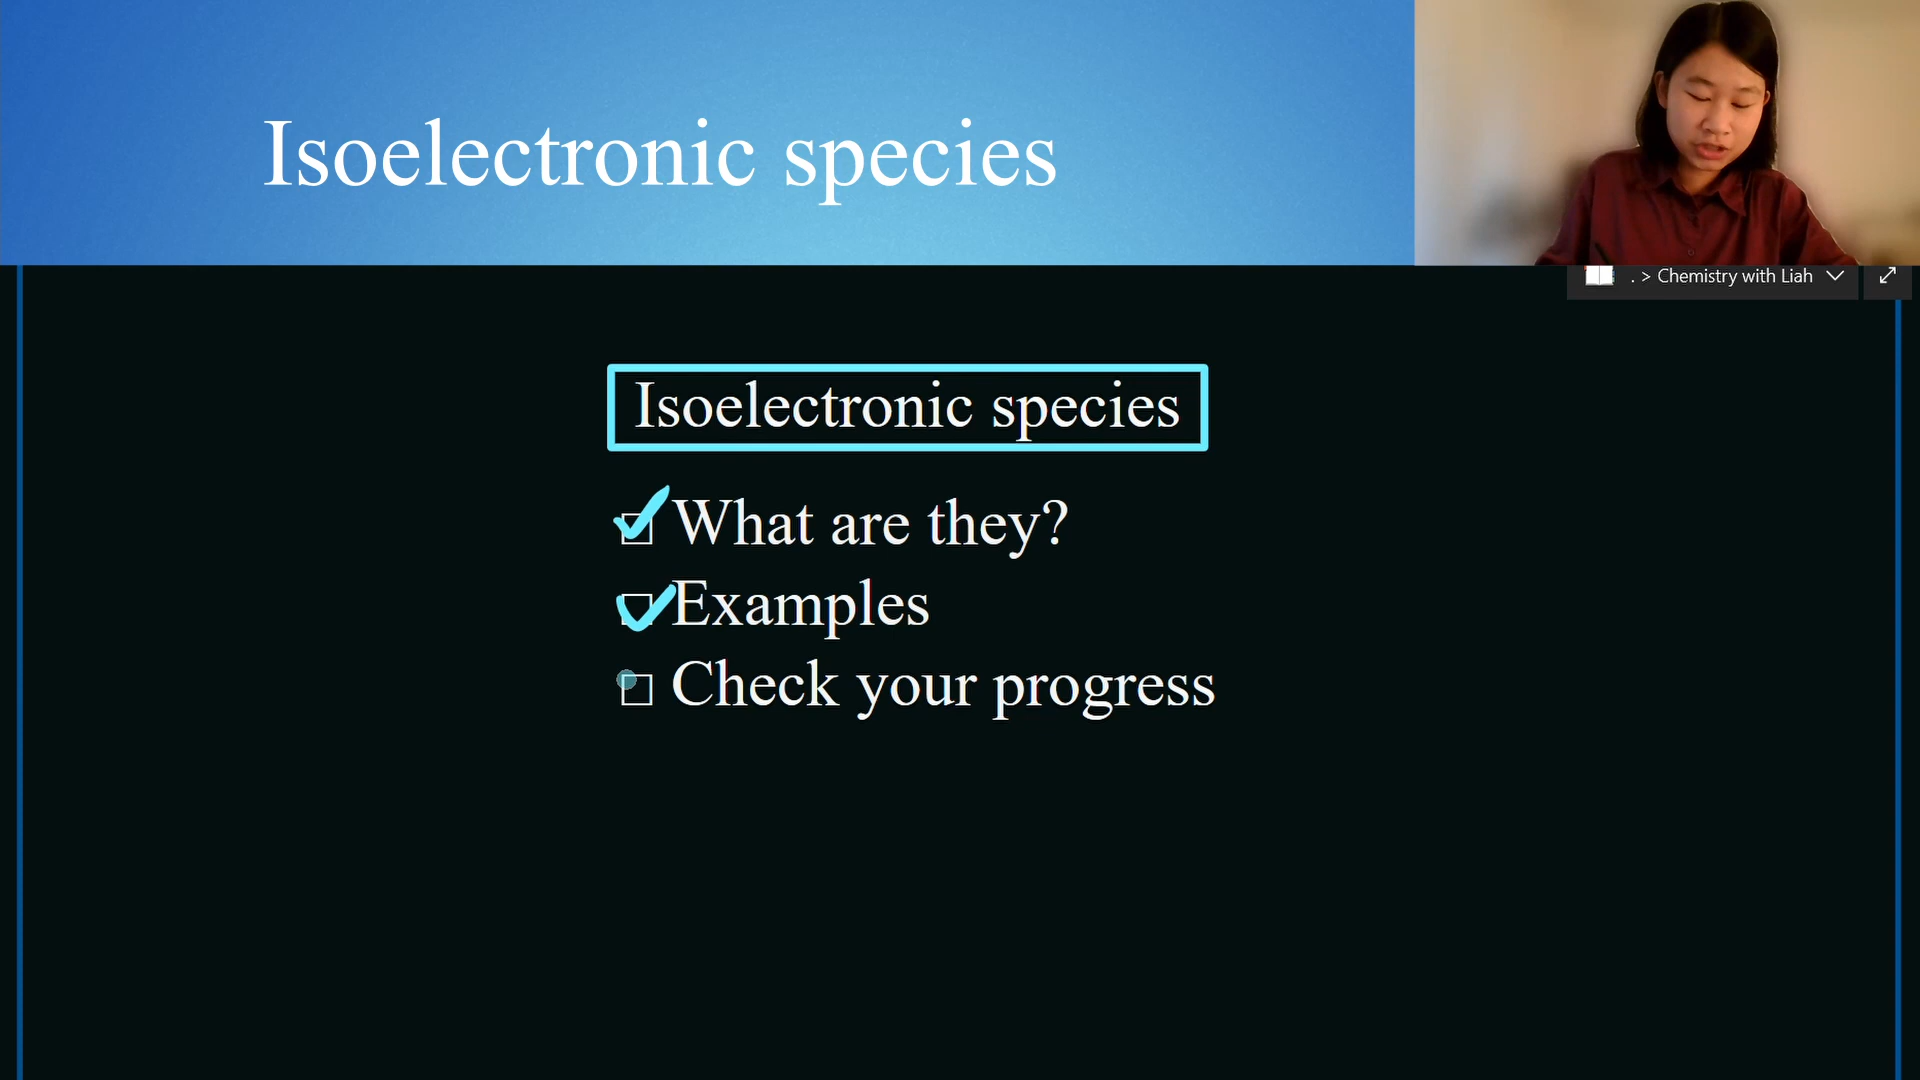 Isoelectronic species
. > Chemistry with Liah
Isoelectronic species
What are they?
Examples
Check your progress